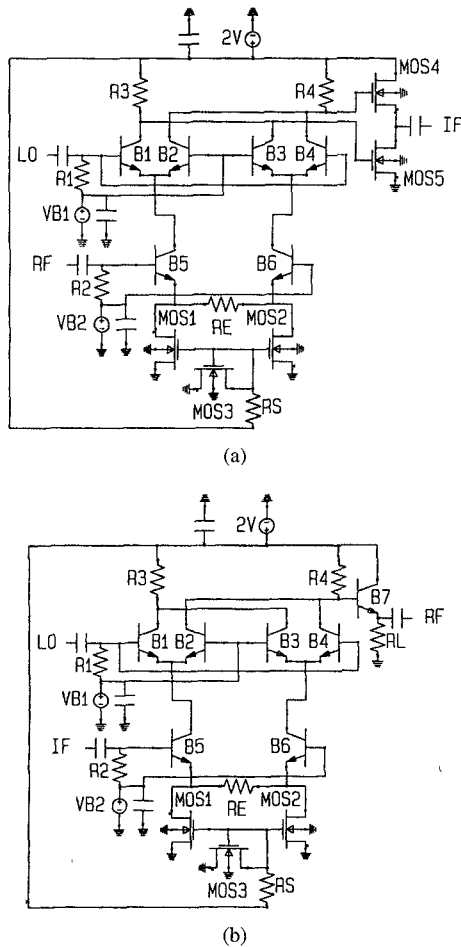 2V
MOS4
R3
R4
IF
LO
B1 B2
B3 B4
R1
MOS5
VB1
RF
B5
B6
R2
MOS1
MOS2
VB2
RE
MOS3
RS
(a)
2V
R3
R4
B7
RF
LO
B1 B2
B3 B4
RL
R1
VB1
IF
B5
B6
R2
MOS1
MOS2
VB2
RE
MOS3
RS
(b)